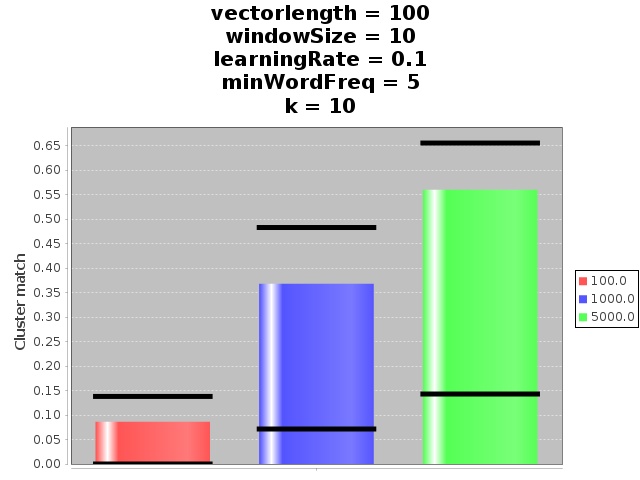 vectorlength = 100
windowSize = 10
learningRate = 0.1
minWordFreq = 5
k = 10
0.65
0.60
0.55
0.50
0.45
0.40
0.35
0.30
0.25
0.20
0.15
0.10
0.05
0.00
Cluster match
100.0
1000.0
5000.0